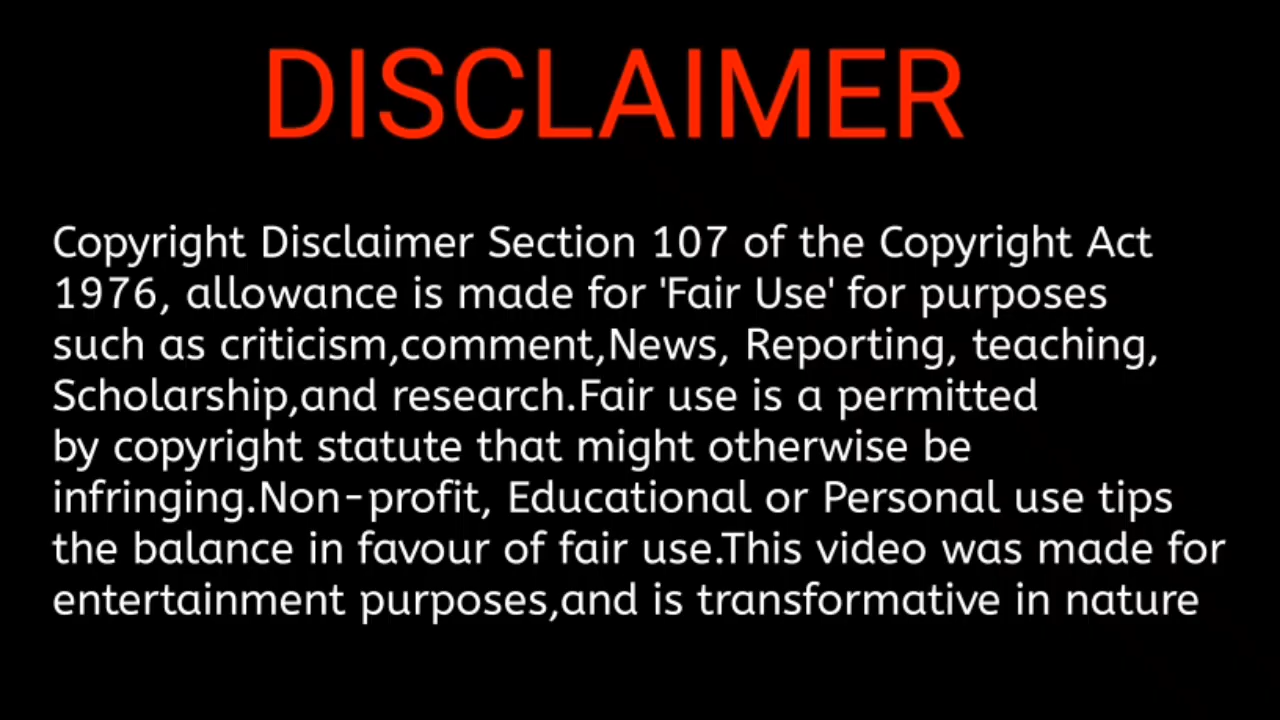 DISCLAIMER
Copyright Disclaimer Section 107 of the Copyright Act
1976, allowance is made for 'Fair Use' for purposes
such as criticism,comment,News, Reporting, teaching,
Scholarship,and research.Fair use is a permitted
by copyright statute that might otherwise be
infringing.Non-profit, Educational or Personal use tips
the balance in favour of fair use.This video was made for
entertainment purposes,and is transformative in nature